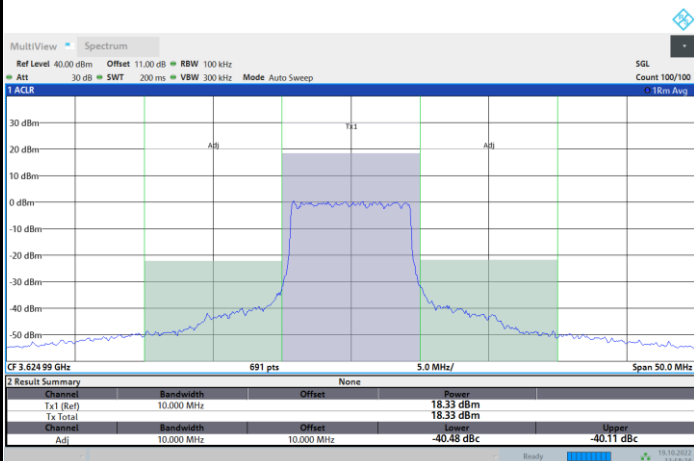 MultiView Spectrum
Ref Level 40.00 dBm Offset 11.00 dB RBW 100 kHz SGL
Att 30 dB SWT 200 ms VBW 300 kHz Mode Auto Sweep Count 100/100
1 ACLR 1Rm Avg
30 dBm
Tx1
Adj Adj
20 dBm
10 dBm
0 dBm
-10 dBm
-20 dBm
-30 dBm
-40 dBm
-50 dBm
CF 3.624 99 GHz 691 pts 5.0 MHz/ Span 50.0 MHz
2 Result Summary None
Channel Bandwidth Offset Power
Tx1 (Ref) 10.000 MHz 18.33 dBm
Tx Total 18.33 dBm
Channel Bandwidth Offset Lower Upper
Adj 10.000 MHz 10.000 MHz -40.48 dBc -40.11 dBc
Ready 19.10.2022